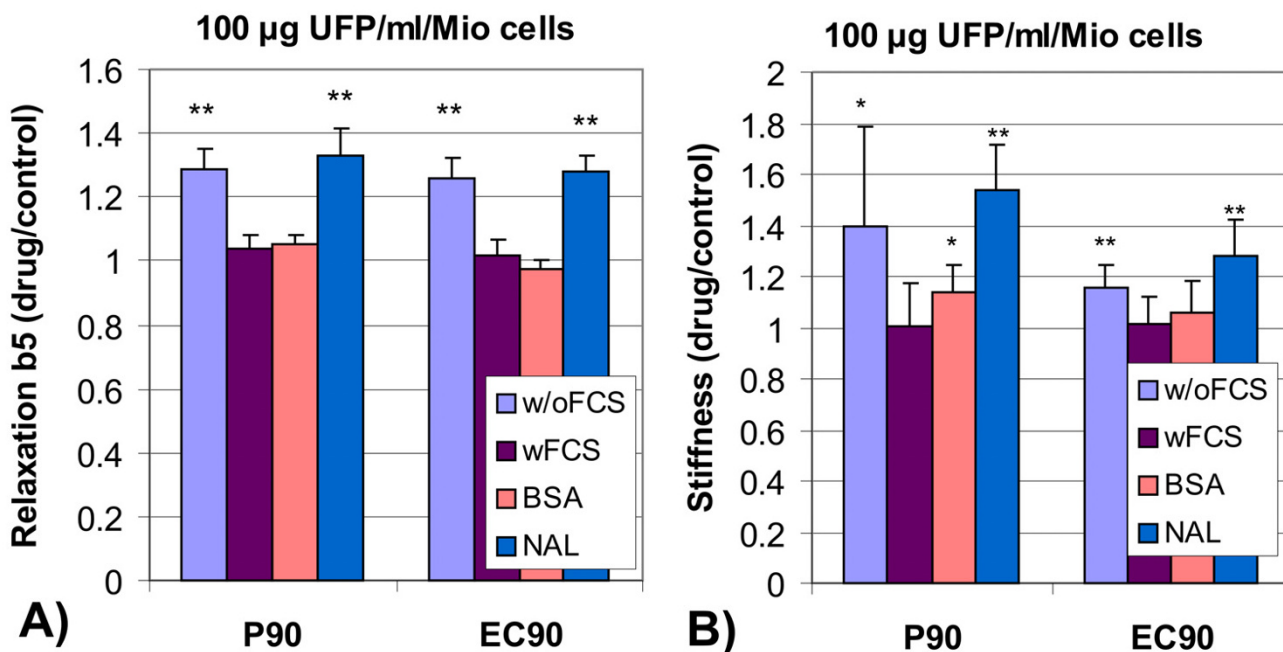 100 µg UFP/ml/Mio cells
Relaxation b5 (drug/control)
1.6
1.4
1.2
1
0.8
0.6
0.4
0.2
0
**
**
**
**
w/oFCS
wFCS
BSA
NAL
P90
EC90
A)
100 µg UFP/ml/Mio cells
Stiffness (drug/control)
2
1.8
1.6
1.4
1.2
1
0.8
0.6
0.4
0.2
0
*
*
**
**
**
w/oFCS
wFCS
BSA
NAL
P90
EC90
B)